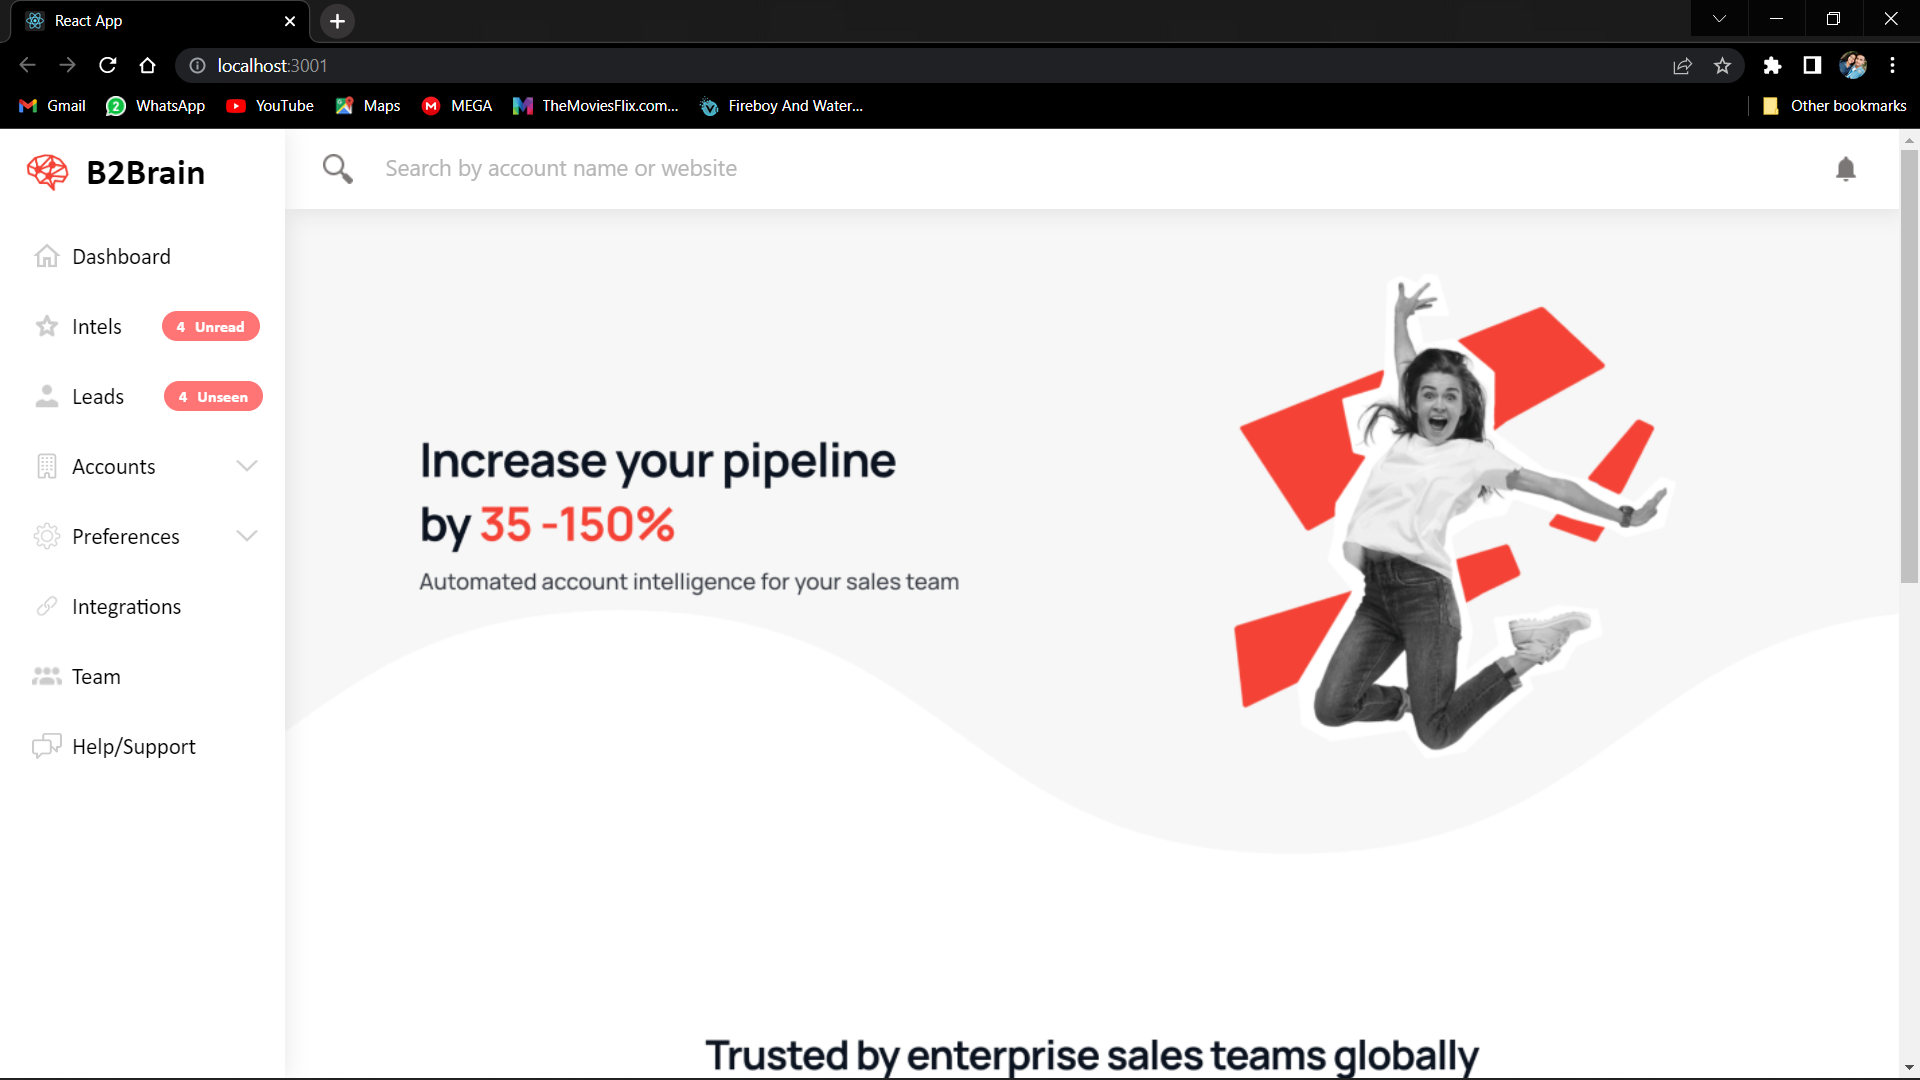 React App
localhost:3001
Gmail
2
WhatsApp
YouTube
Maps
M
MEGA
TheMoviesFlix.com...
Fireboy And Water...
Other bookmarks
B2Brain
Search by account name or website
Dashboard
Intels
4 Unread
Leads
4 Unseen
Accounts
Preferences
Integrations
Team
Help/Support
Increase your pipeline
by 35 -150%
Automated account intelligence for your sales team
Trusted by enterprise sales teams globally